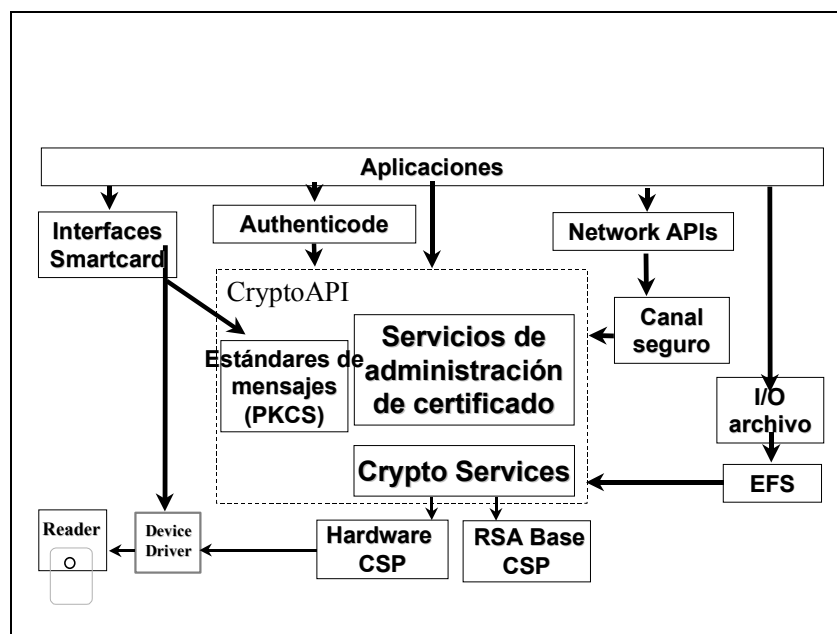 Aplicaciones
Interfaces
Smartcard
Authenticode
Network APIs
CryptoAPI
Canal
seguro
Estándares de
mensajes
(PKCS)
Servicios de
administración
de certificado
I/O
archivo
Crypto Services
EFS
Reader
Device
Driver
Hardware
CSP
RSA Base
CSP